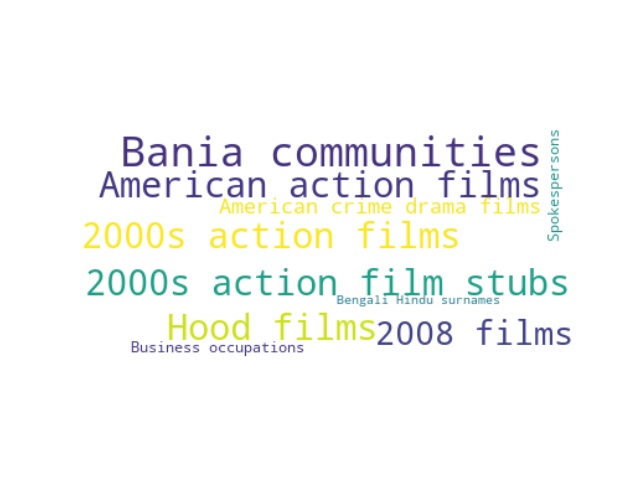 Bania communities
Spokespersons
American action films
American crime drama films
2000s action films
2000s action film stubs
Bengali Hindu surnames
Hood films
2008 films
Business occupations